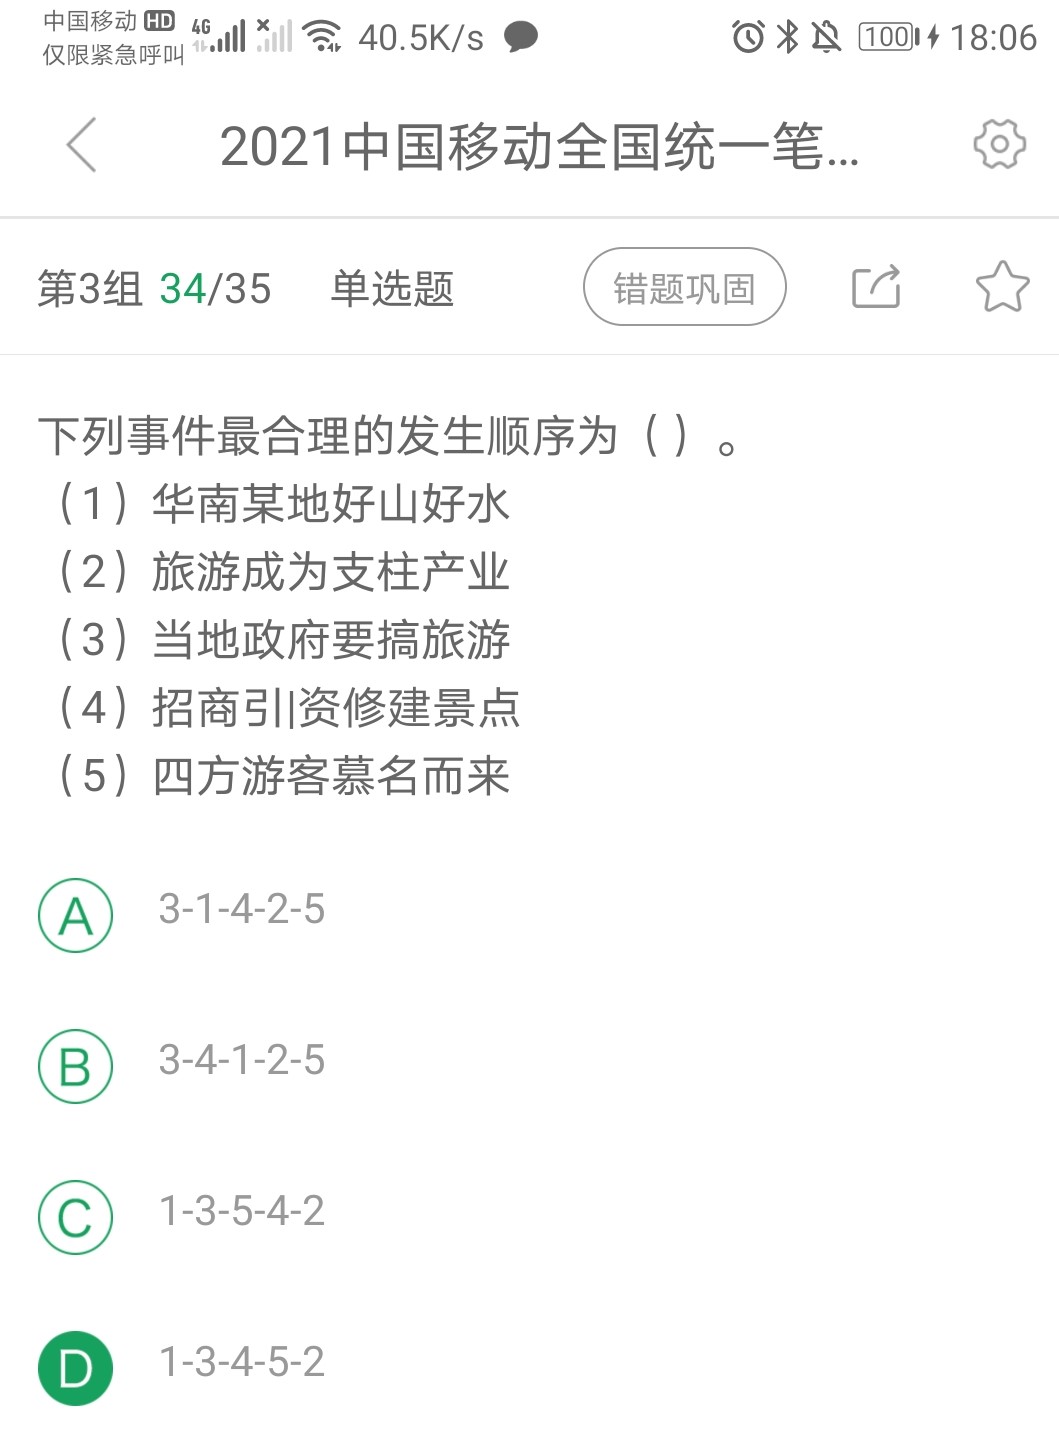 中国移动 HD 4G 40.5K/s 100 18:06
仅限紧急呼叫
2021中国移动全国统一笔...
第3组 34/35 单选题 错题巩固
下列事件最合理的发生顺序为（ ）。
（1）华南某地好山好水
（2）旅游成为支柱产业
（3）当地政府要搞旅游
（4）招商引|资修建景点
（5）四方游客慕名而来
A 3-1-4-2-5
B 3-4-1-2-5
C 1-3-5-4-2
D 1-3-4-5-2